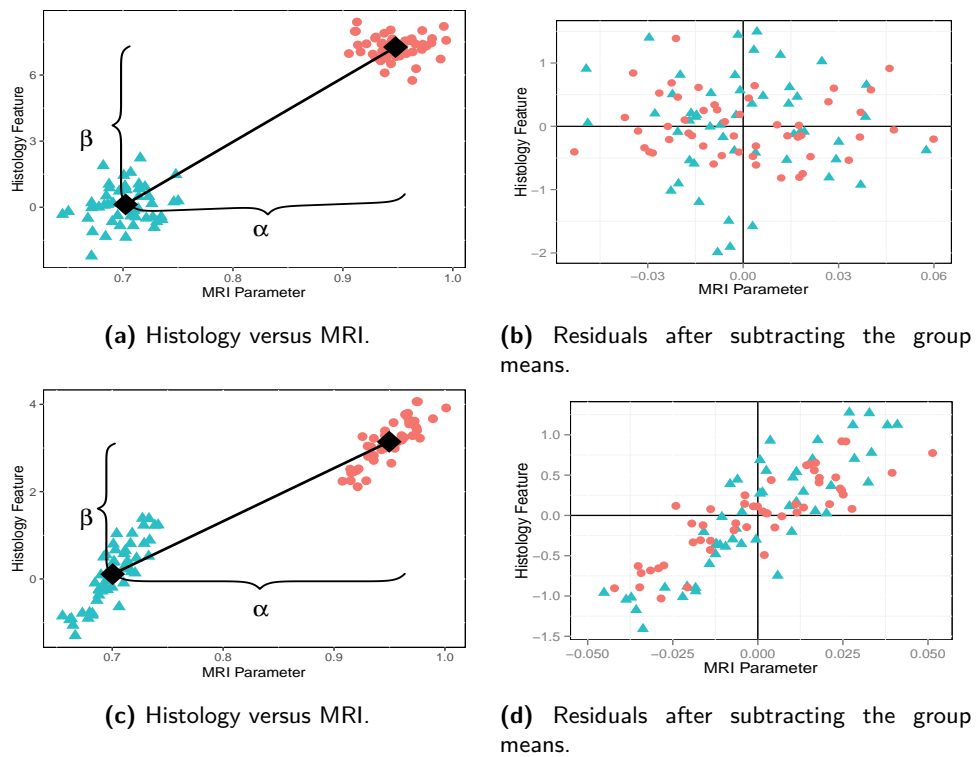 Histology Feature
6
3
0
β
α
0.7
0.8
0.9
1.0
MRI Parameter
(a) Histology versus MRI.
Histology Feature
1
0
−1
−2
−0.03
0.00
0.03
0.06
MRI Parameter
(b) Residuals after subtracting the group
means.
Histology Feature
4
2
0
β
α
0.7
0.8
0.9
1.0
MRI Parameter
(c) Histology versus MRI.
Histology Feature
1.0
0.5
0.0
−0.5
−1.0
−1.5
−0.050
−0.025
0.000
0.025
0.050
MRI Parameter
(d) Residuals after subtracting the group
means.